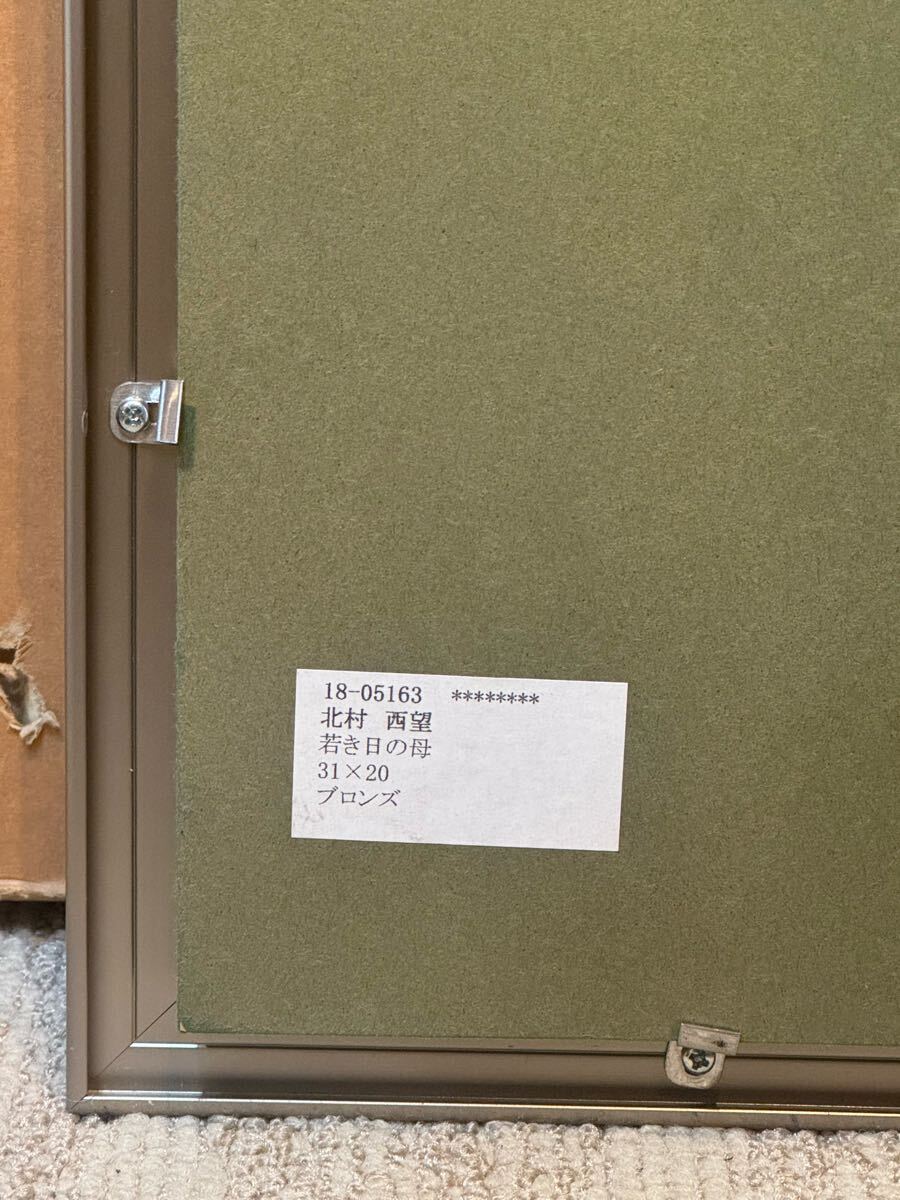 18-05163 ********
北村 西望
若き日の母
31×20
ブロンズ